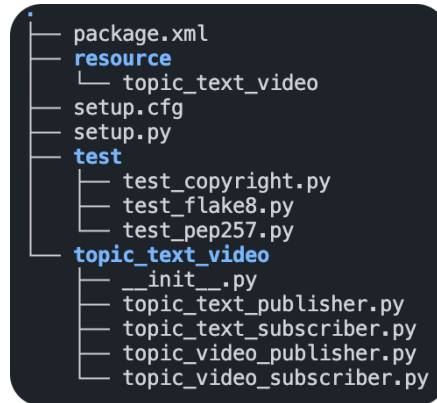 .
├── package.xml
├── resource
│   └── topic_text_video
├── setup.cfg
├── setup.py
├── test
│   ├── test_copyright.py
│   ├── test_flake8.py
│   └── test_pep257.py
└── topic_text_video
    ├── __init__.py
    ├── topic_text_publisher.py
    ├── topic_text_subscriber.py
    ├── topic_video_publisher.py
    └── topic_video_subscriber.py